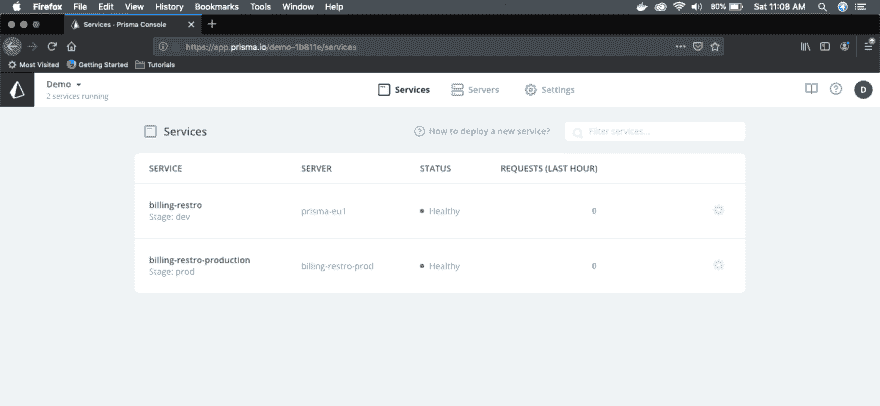 Firefox File Edit View History Bookmarks Tools Window Help 80% Sat 11:08 AM
Services - Prisma Console
https://app.prisma.io/demo-1b811e/services
Most Visited Getting Started Tutorials
Demo
2 services running
Services Servers Settings
D
Services
How to deploy a new service?
Filter services...
SERVICE SERVER STATUS REQUESTS (LAST HOUR)
billing-restro
Stage: dev
prisma-eu1 Healthy 0
billing-restro-production
Stage: prod
billing-restro-prod Healthy 0